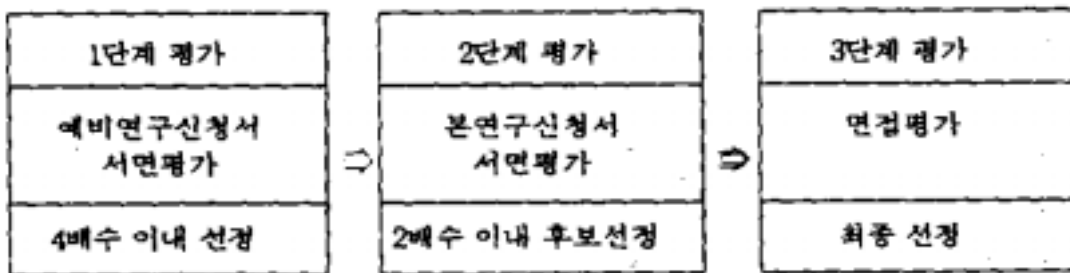 1단계 평가
예비연구신청서
서면평가
4배수 이내 선정
⇨
2단계 평가
본연구신청서
서면평가
2배수 이내 후보선정
⇨
3단계 평가
면접평가
최종 선정